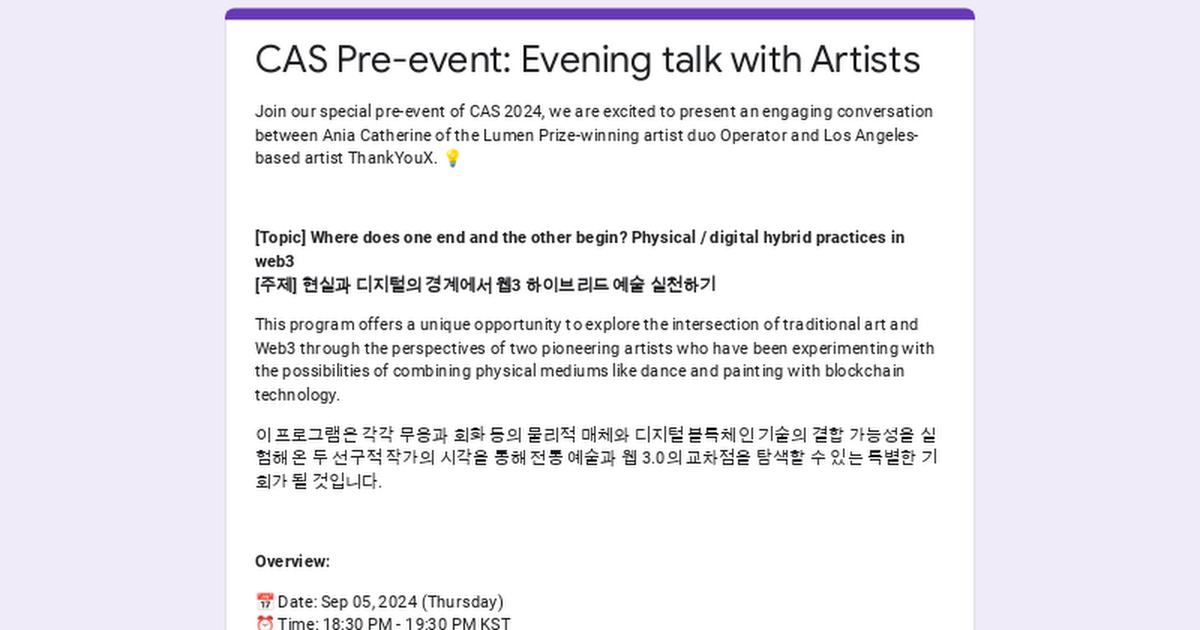 CAS Pre-event: Evening talk with Artists
Join our special pre-event of CAS 2024, we are excited to present an engaging conversation
between Ania Catherine of the Lumen Prize-winning artist duo Operator and Los Angeles-
based artist ThankYouX. 💡
[Topic] Where does one end and the other begin? Physical / digital hybrid practices in
web3
[주제] 현실과 디지털의 경계에서 웹3 하이브리드 예술 실천하기
This program offers a unique opportunity to explore the intersection of traditional art and
Web3 through the perspectives of two pioneering artists who have been experimenting with
the possibilities of combining physical mediums like dance and painting with blockchain
technology.
이 프로그램은 각각 무용과 회화 등의 물리적 매체와 디지털 블록체인 기술의 결합 가능성을 실
험해 온 두 선구적 작가의 시각을 통해 전통 예술과 웹 3.0의 교차점을 탐색할 수 있는 특별한 기
회가 될 것입니다.
Overview:
📅 Date: Sep 05, 2024 (Thursday)
⏰ Time: 18:30 PM - 19:30 PM KST